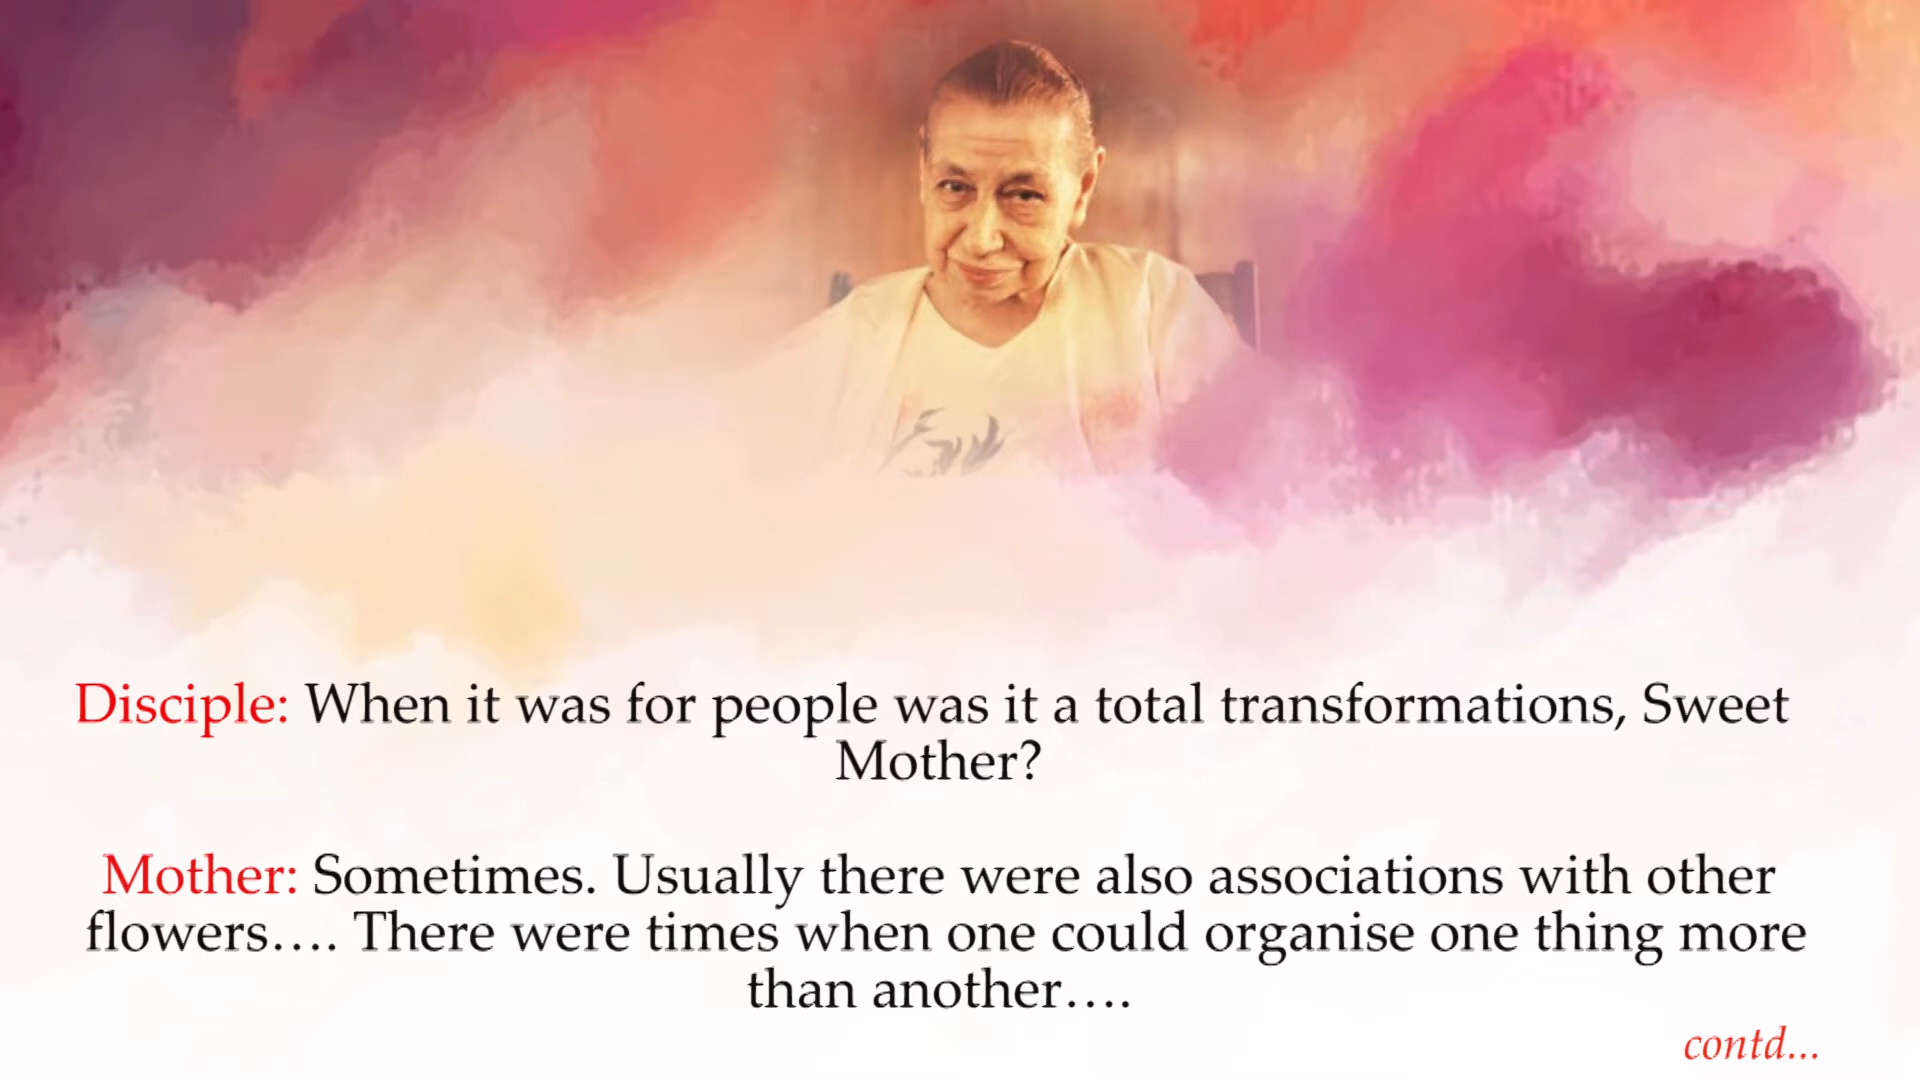 Disciple: When it was for people was it a total transformations, Sweet
Mother?
Mother: Sometimes. Usually there were also associations with other
flowers…. There were times when one could organise one thing more
than another….
contd...